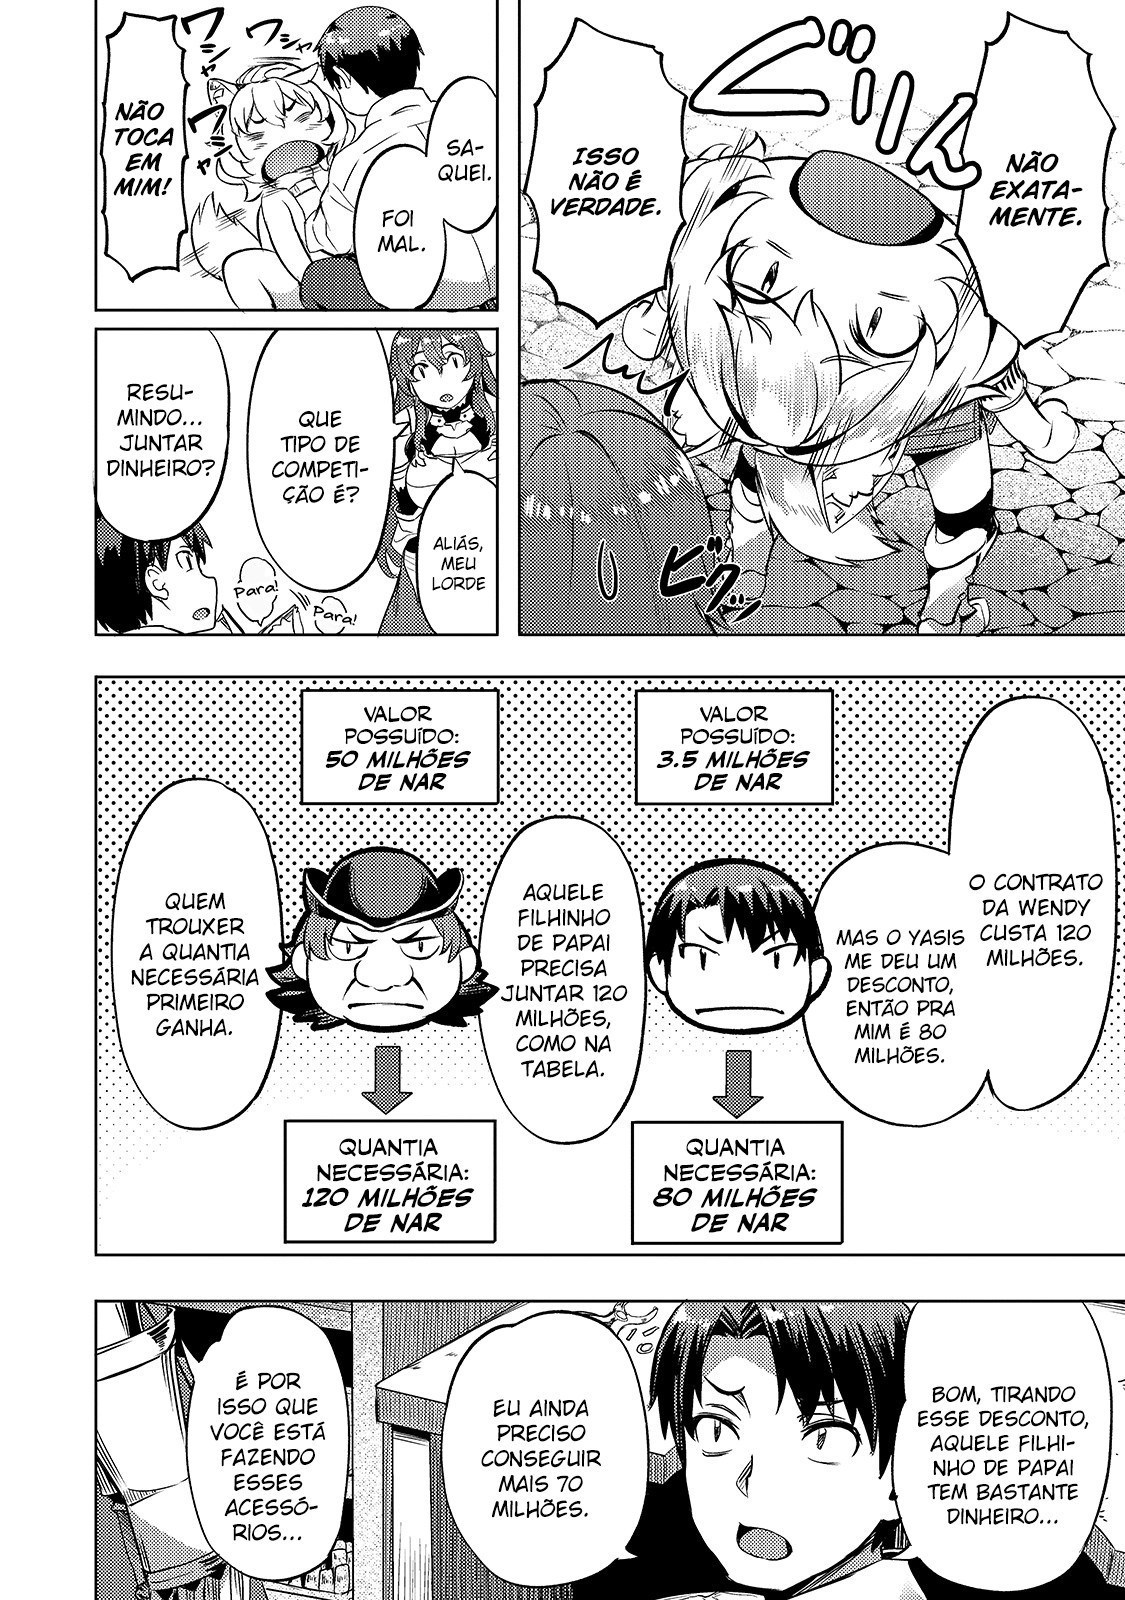 NÃO
EXATA-
MENTE.
ぐりん
ISSO
NÃO É
VERDADE.
ビクッ
SA-
QUEI.
FOI
MAL.
NÃO
TOCA
EM
MIM!
ALIÁS,
MEU
LORDE
QUE
TIPO DE
COMPETI-
ÇÃO É?
Para!
Para!
RESU-
MINDO...
JUNTAR
DINHEIRO?
O CONTRATO
DA WENDY
CUSTA 120
MILHÕES.
MAS O YASIS
ME DEU UM
DESCONTO,
ENTÃO PRA
MIM É 80
MILHÕES.
VALOR
POSSUÍDO:
3.5 MILHÕES
DE NAR
QUANTIA
NECESSÁRIA:
80 MILHÕES
DE NAR
AQUELE
FILHINHO
DE PAPAI
PRECISA
JUNTAR 120
MILHÕES,
COMO NA
TABELA.
VALOR
POSSUÍDO:
50 MILHÕES
DE NAR
QUANTIA
NECESSÁRIA:
120 MILHÕES
DE NAR
QUEM
TROUXER
A QUANTIA
NECESSÁRIA
PRIMEIRO
GANHA.
BOM, TIRANDO
ESSE DESCONTO,
AQUELE FILHI-
NHO DE PAPAI
TEM BASTANTE
DINHEIRO...
EU AINDA
PRECISO
CONSEGUIR
MAIS 70
MILHÕES.
É POR
ISSO QUE
VOCÊ ESTÁ
FAZENDO
ESSES
ACESSÓ-
RIOS...